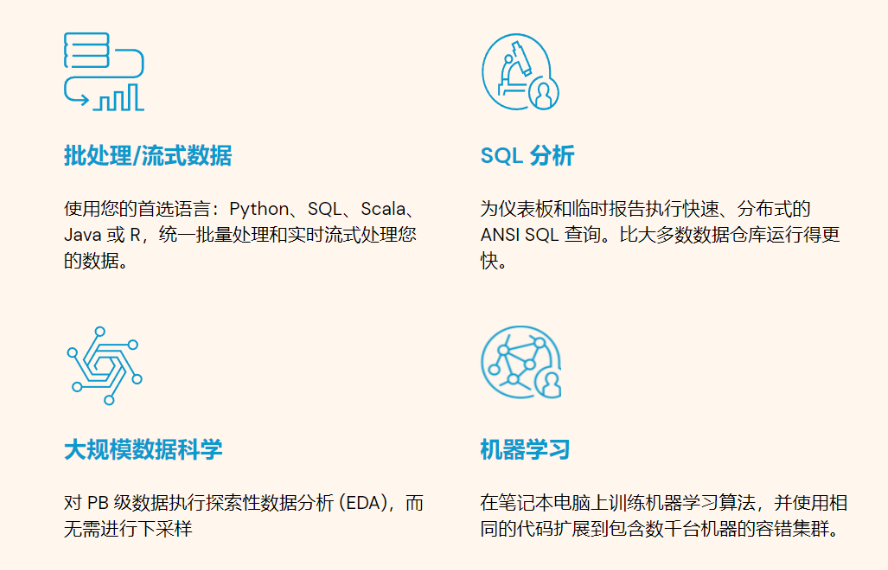 批处理/流式数据
使用您的首选语言：Python、SQL、Scala、
Java 或 R，统一批量处理和实时流式处理您
的数据。
SQL 分析
为仪表板和临时报告执行快速、分布式的
ANSI SQL 查询。比大多数数据仓库运行得更
快。
大规模数据科学
对 PB 级数据执行探索性数据分析 (EDA)，而
无需进行下采样
机器学习
在笔记本电脑上训练机器学习算法，并使用相
同的代码扩展到包含数千台机器的容错集群。